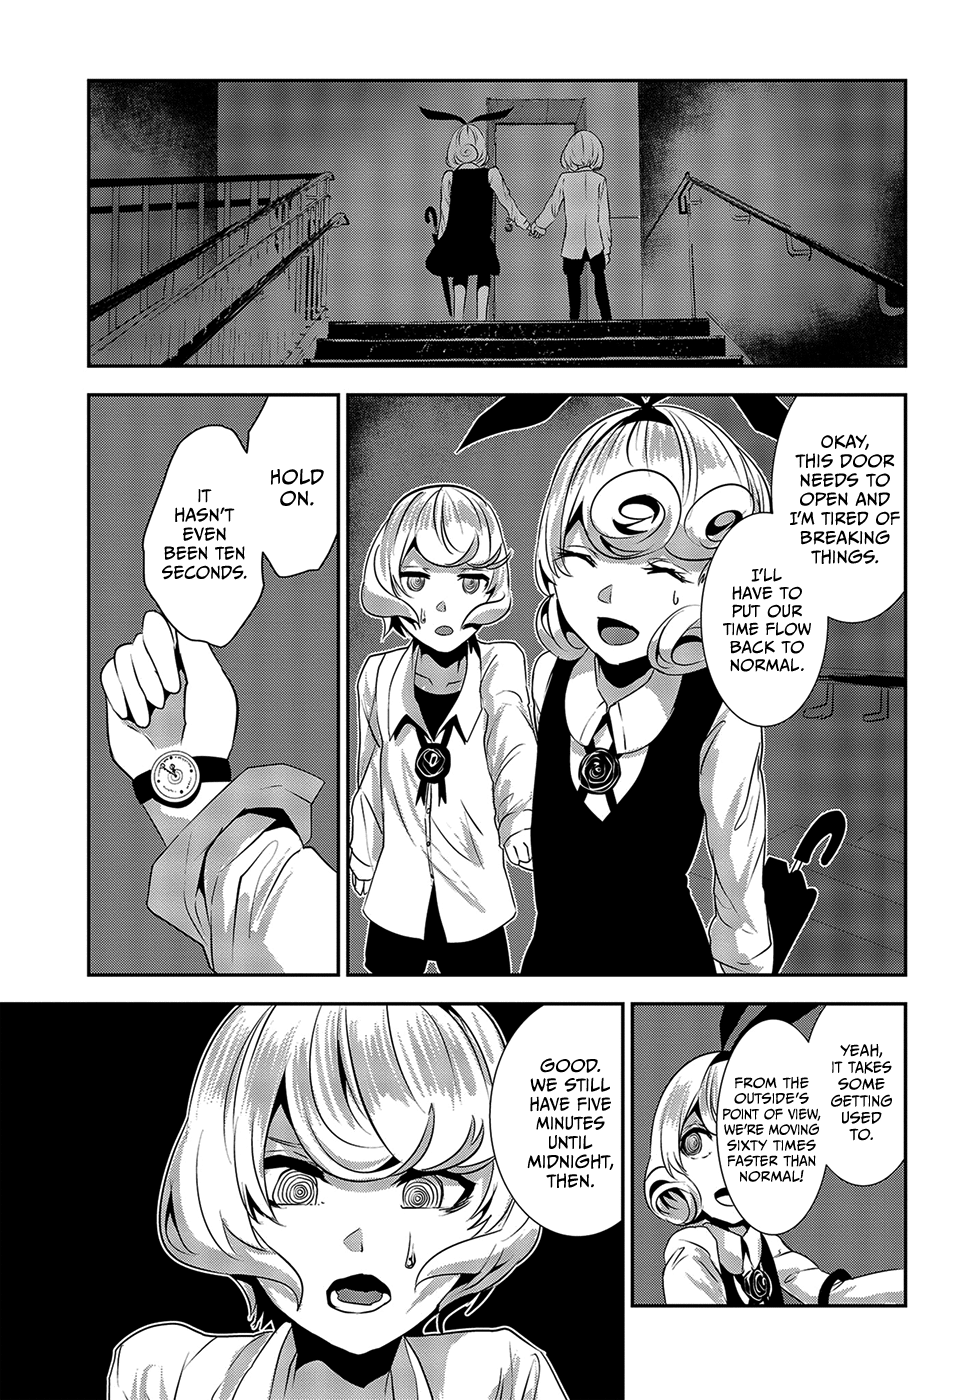 OKAY,
THIS DOOR
NEEDS TO
OPEN AND
I'M TIRED OF
BREAKING
THINGS.
I'LL
HAVE TO
PUT OUR
TIME FLOW
BACK TO
NORMAL.
HOLD
ON.
IT
HASN'T
EVEN
BEEN TEN
SECONDS.
YEAH,
IT TAKES
SOME
GETTING
USED
TO.
FROM THE
OUTSIDE'S
POINT OF VIEW,
WE'RE MOVING
SIXTY TIMES
FASTER THAN
NORMAL!
GOOD.
WE STILL
HAVE FIVE
MINUTES
UNTIL
MIDNIGHT,
THEN.